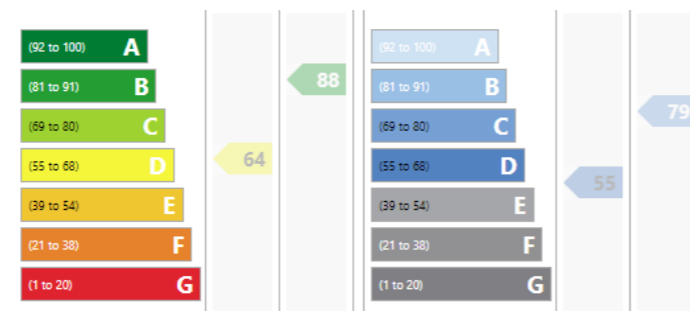 (92 to 100) A
(81 to 91) B
(69 to 80) C
(55 to 68) D
(39 to 54) E
(21 to 38) F
(1 to 20) G
64
88
(92 to 100) A
(81 to 91) B
(69 to 80) C
(55 to 68) D
(39 to 54) E
(21 to 38) F
(1 to 20) G
55
79